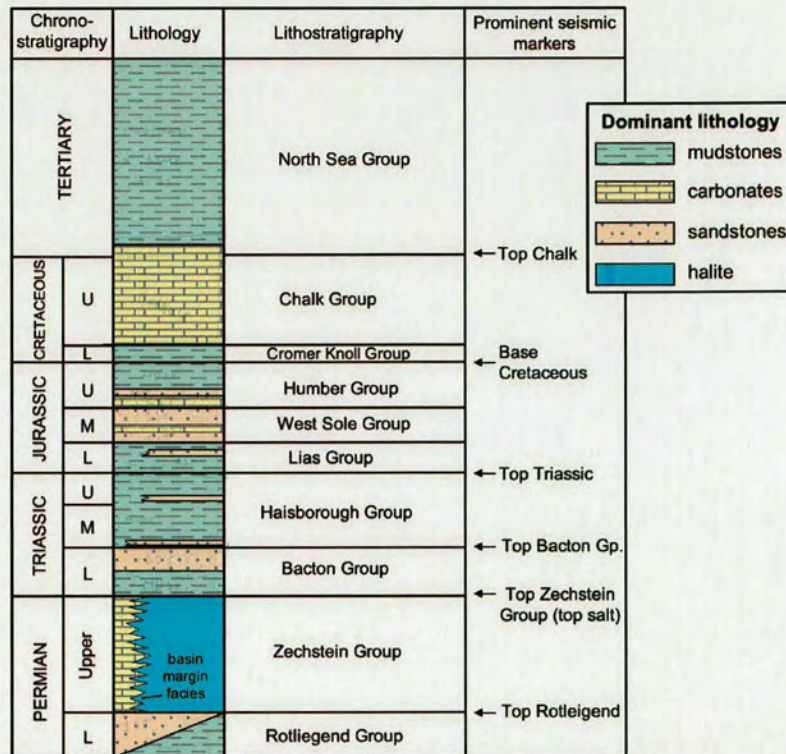 Chrono-
stratigraphy
Lithology
Lithostratigraphy
Prominent seismic
markers
TERTIARY
North Sea Group
Top Chalk
CRETACEOUS
U
Chalk Group
L
Cromer Knoll Group
Base
Cretaceous
JURASSIC
U
Humber Group
M
West Sole Group
L
Lias Group
Top Triassic
TRIASSIC
U
M
Haisborough Group
Top Bacton Gp.
L
Bacton Group
Top Zechstein
Group (top salt)
PERMIAN
Upper
basin
margin
facies
Zechstein Group
Top Rotleigend
L
Rotliegend Group
Dominant lithology
mudstones
carbonates
sandstones
halite